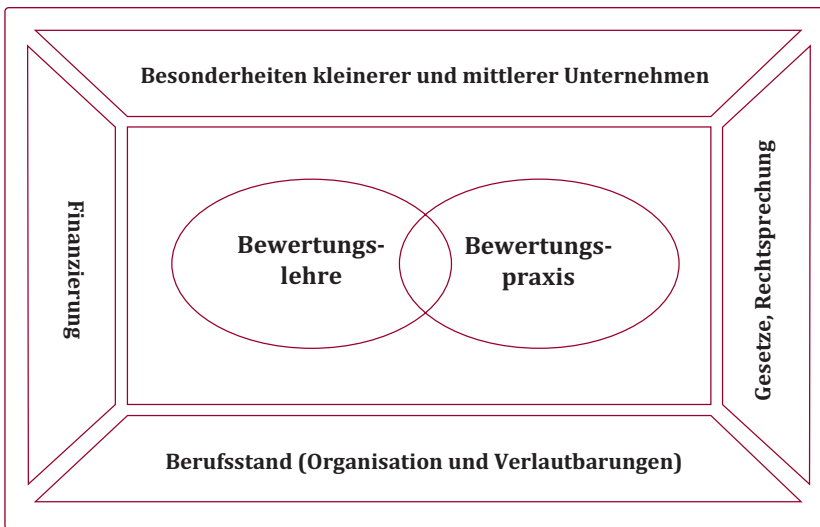 Besonderheiten kleinerer und mittlerer Unternehmen
Finanzierung
Bewertungs-
lehre
Bewertungs-
praxis
Gesetze, Rechtsprechung
Berufsstand (Organisation und Verlautbarungen)